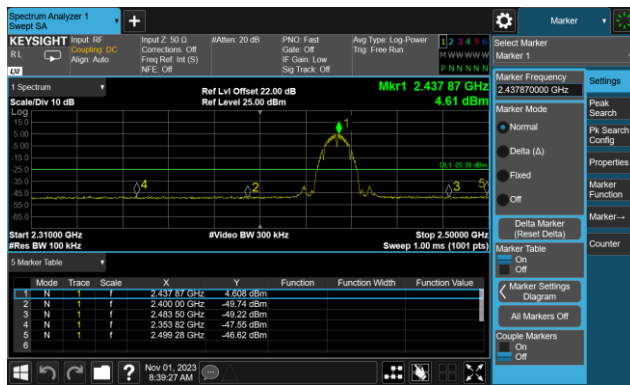 Spectrum Analyzer 1
Swept SA
Marker
KEYSIGHT
RL
LXI
Input: RF
Coupling: DC
Align: Auto
Input Z: 50 Ω
Corrections: Off
Freq Ref: Int (S)
NFE: Off
#Atten: 20 dB
PNO: Fast
Gate: Off
IF Gain: Low
Sig Track: Off
Avg Type: Log-Power
Trig: Free Run
1 2 3 4 5 6
M W W W W W
P N N N N N
Select Marker
Marker 1
1 Spectrum
Scale/Div 10 dB
Ref Lvl Offset 22.00 dB
Ref Level 25.00 dBm
Mkr1 2.437 87 GHz
4.61 dBm
Log
15.0
5.00
-5.00
-15.0
-25.0
-35.0
-45.0
-55.0
-65.0
1
DL1 -25.39 dBm
4
2
3
5
Start 2.31000 GHz
#Res BW 100 kHz
#Video BW 300 kHz
Stop 2.50000 GHz
Sweep 1.00 ms (1001 pts)
5 Marker Table
Mode Trace Scale X Y Function Function Width Function Value
1 N 1 f 2.437 87 GHz 4.608 dBm
2 N 1 f 2.400 00 GHz -49.74 dBm
3 N 1 f 2.483 50 GHz -49.22 dBm
4 N 1 f 2.353 82 GHz -47.55 dBm
5 N 1 f 2.499 28 GHz -46.62 dBm
6
Marker Frequency
2.437870000 GHz
Marker Mode
Normal
Delta (Δ)
Fixed
Off
Delta Marker
(Reset Delta)
Marker Table
On
Off
Marker Settings
Diagram
All Markers Off
Couple Markers
On
Off
Settings
Peak
Search
Pk Search
Config
Properties
Marker
Function
Marker→
Counter
?
Nov 01, 2023
8:39:27 AM